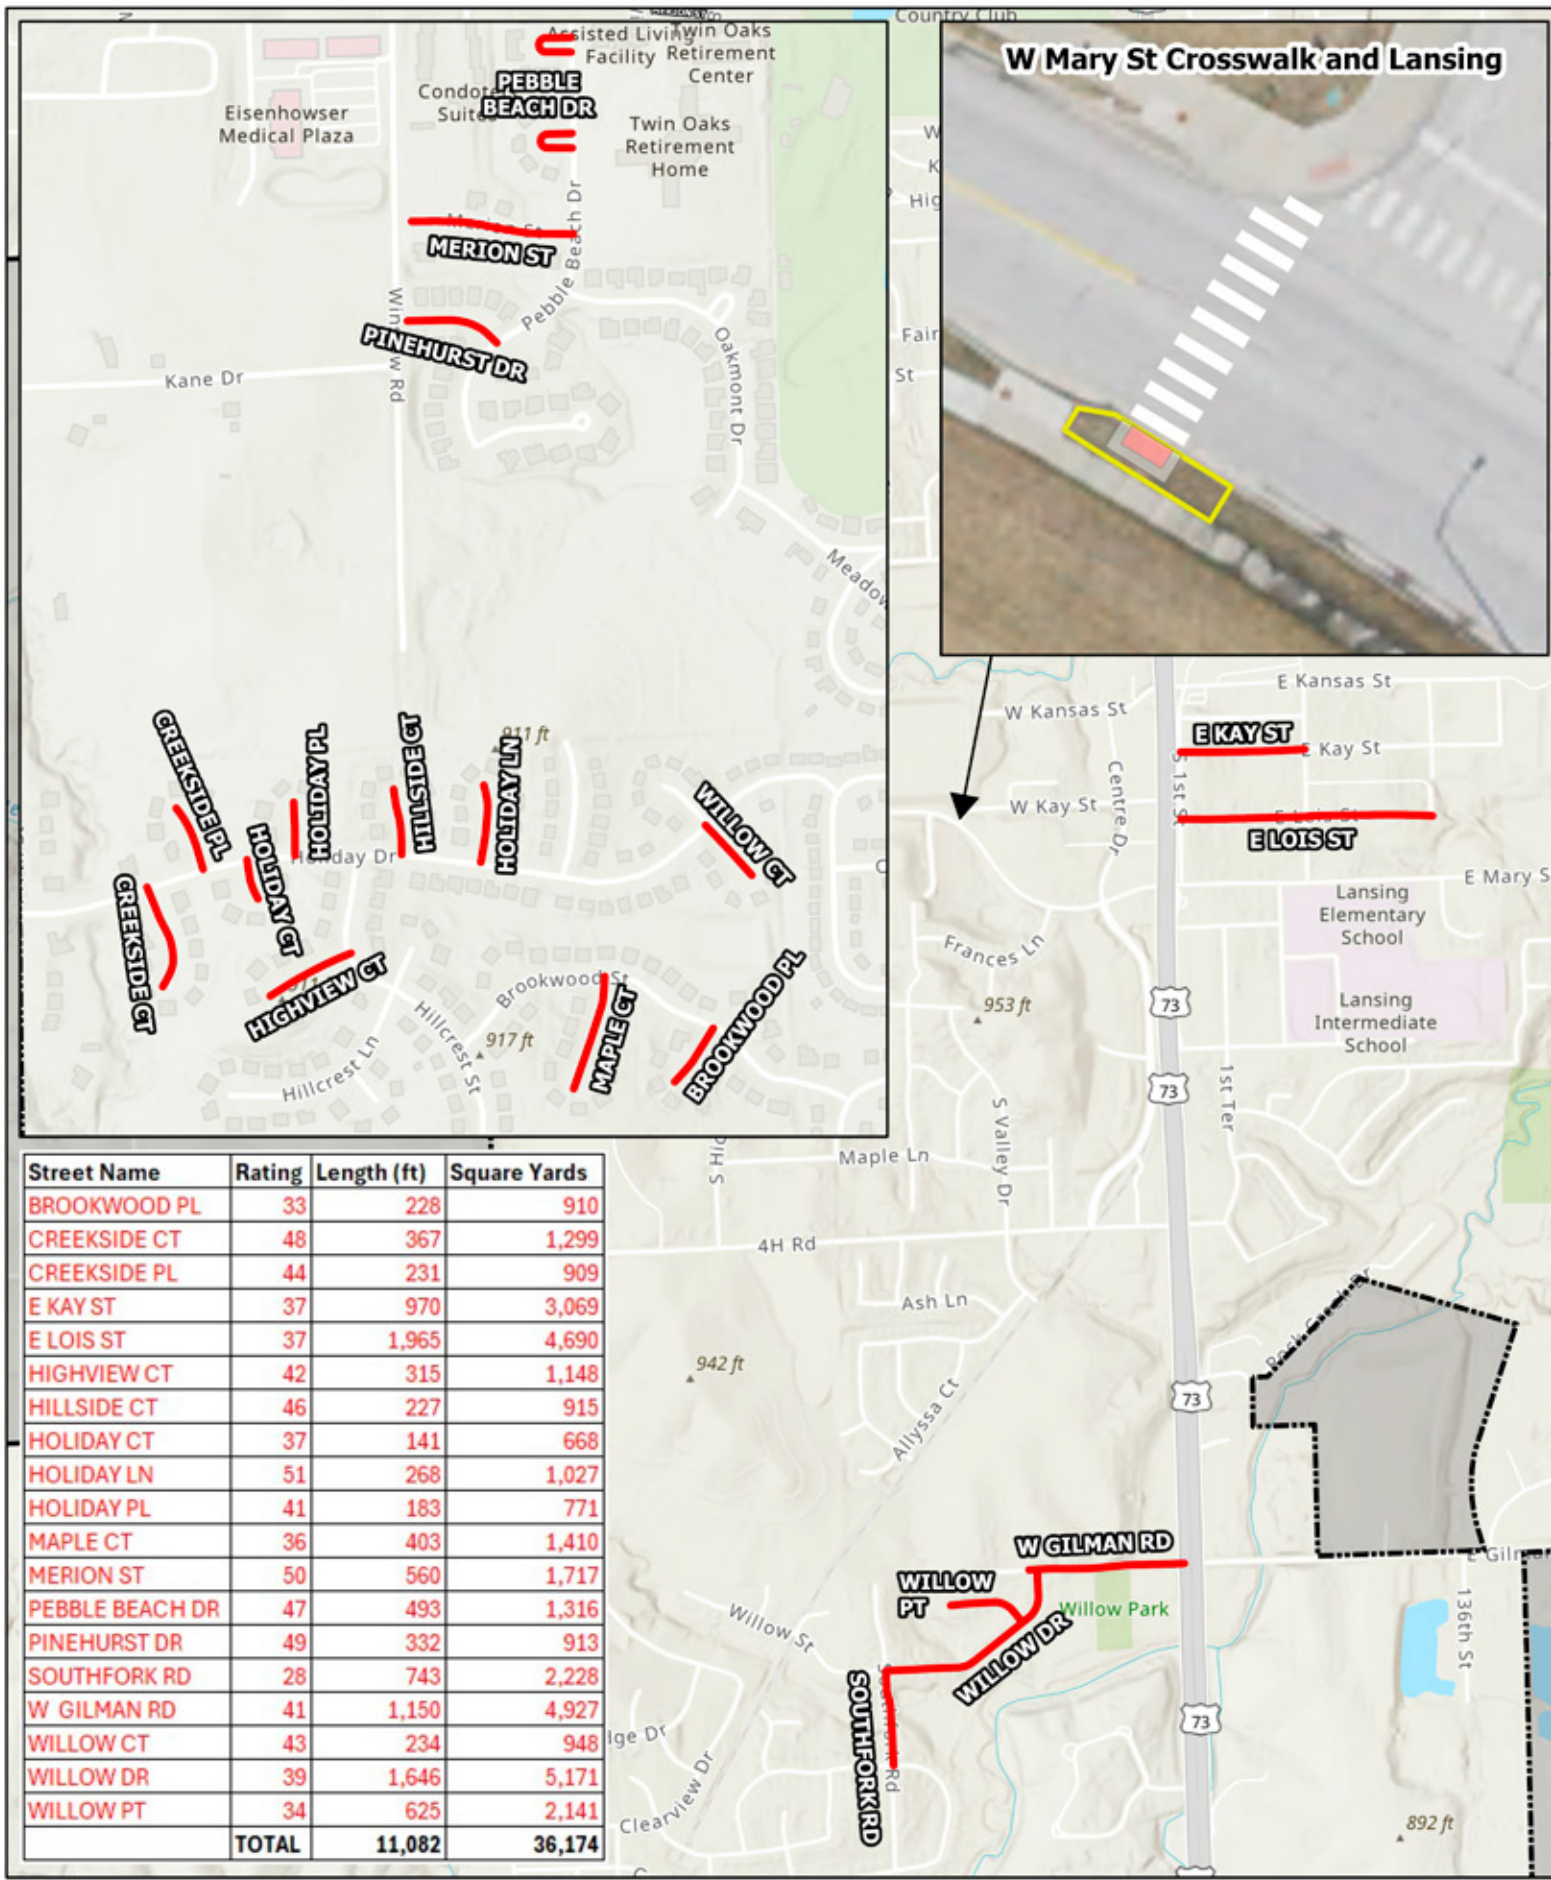 Country Club
Assisted Living
Facility
Twin Oaks
Retirement
Center
PEBBLE
BEACH DR
Eisenhowser
Medical Plaza
Twin Oaks
Retirement
Home
Merion St
MERION ST
Pebble Beach Dr
PINEHURST DR
Kane Dr
Oakmont Dr
W Mary St Crosswalk and Lansing
W Kansas St
E Kansas St
E KAY ST
E Kay St
S 1st St
W Kay St
Centre Dr
E Lois St
E LOIS ST
CREEKSIDE PL
HOLIDAY PL
HILLSIDE CT
911 ft
HOLIDAY LN
WILLOW CT
Holiday Dr
HOLIDAY CT
CREEKSIDE CT
HIGHVIEW CT
Brookwood St
MAPLE CT
BROOKWOOD PL
Hillcrest St
917 ft
Hillcrest Ln
E Mary S
Lansing
Elementary
School
Frances Ln
953 ft
73
Lansing
Intermediate
School
73
1st Ter
S Valley Dr
Maple Ln
4H Rd
Ash Ln
942 ft
73
Allyssa Ct
W GILMAN RD
WILLOW
PT
Willow Park
Willow St
WILLOW DR
136th St
SOUTHFORK RD
73
Clearview Dr
892 ft
Street Name Rating Length (ft) Square Yards
BROOKWOOD PL 33 228 910
CREEKSIDE CT 48 367 1,299
CREEKSIDE PL 44 231 909
E KAY ST 37 970 3,069
E LOIS ST 37 1,965 4,690
HIGHVIEW CT 42 315 1,148
HILLSIDE CT 46 227 915
HOLIDAY CT 37 141 668
HOLIDAY LN 51 268 1,027
HOLIDAY PL 41 183 771
MAPLE CT 36 403 1,410
MERION ST 50 560 1,717
PEBBLE BEACH DR 47 493 1,316
PINEHURST DR 49 332 913
SOUTHFORK RD 28 743 2,228
W GILMAN RD 41 1,150 4,927
WILLOW CT 43 234 948
WILLOW DR 39 1,646 5,171
WILLOW PT 34 625 2,141
TOTAL 11,082 36,174